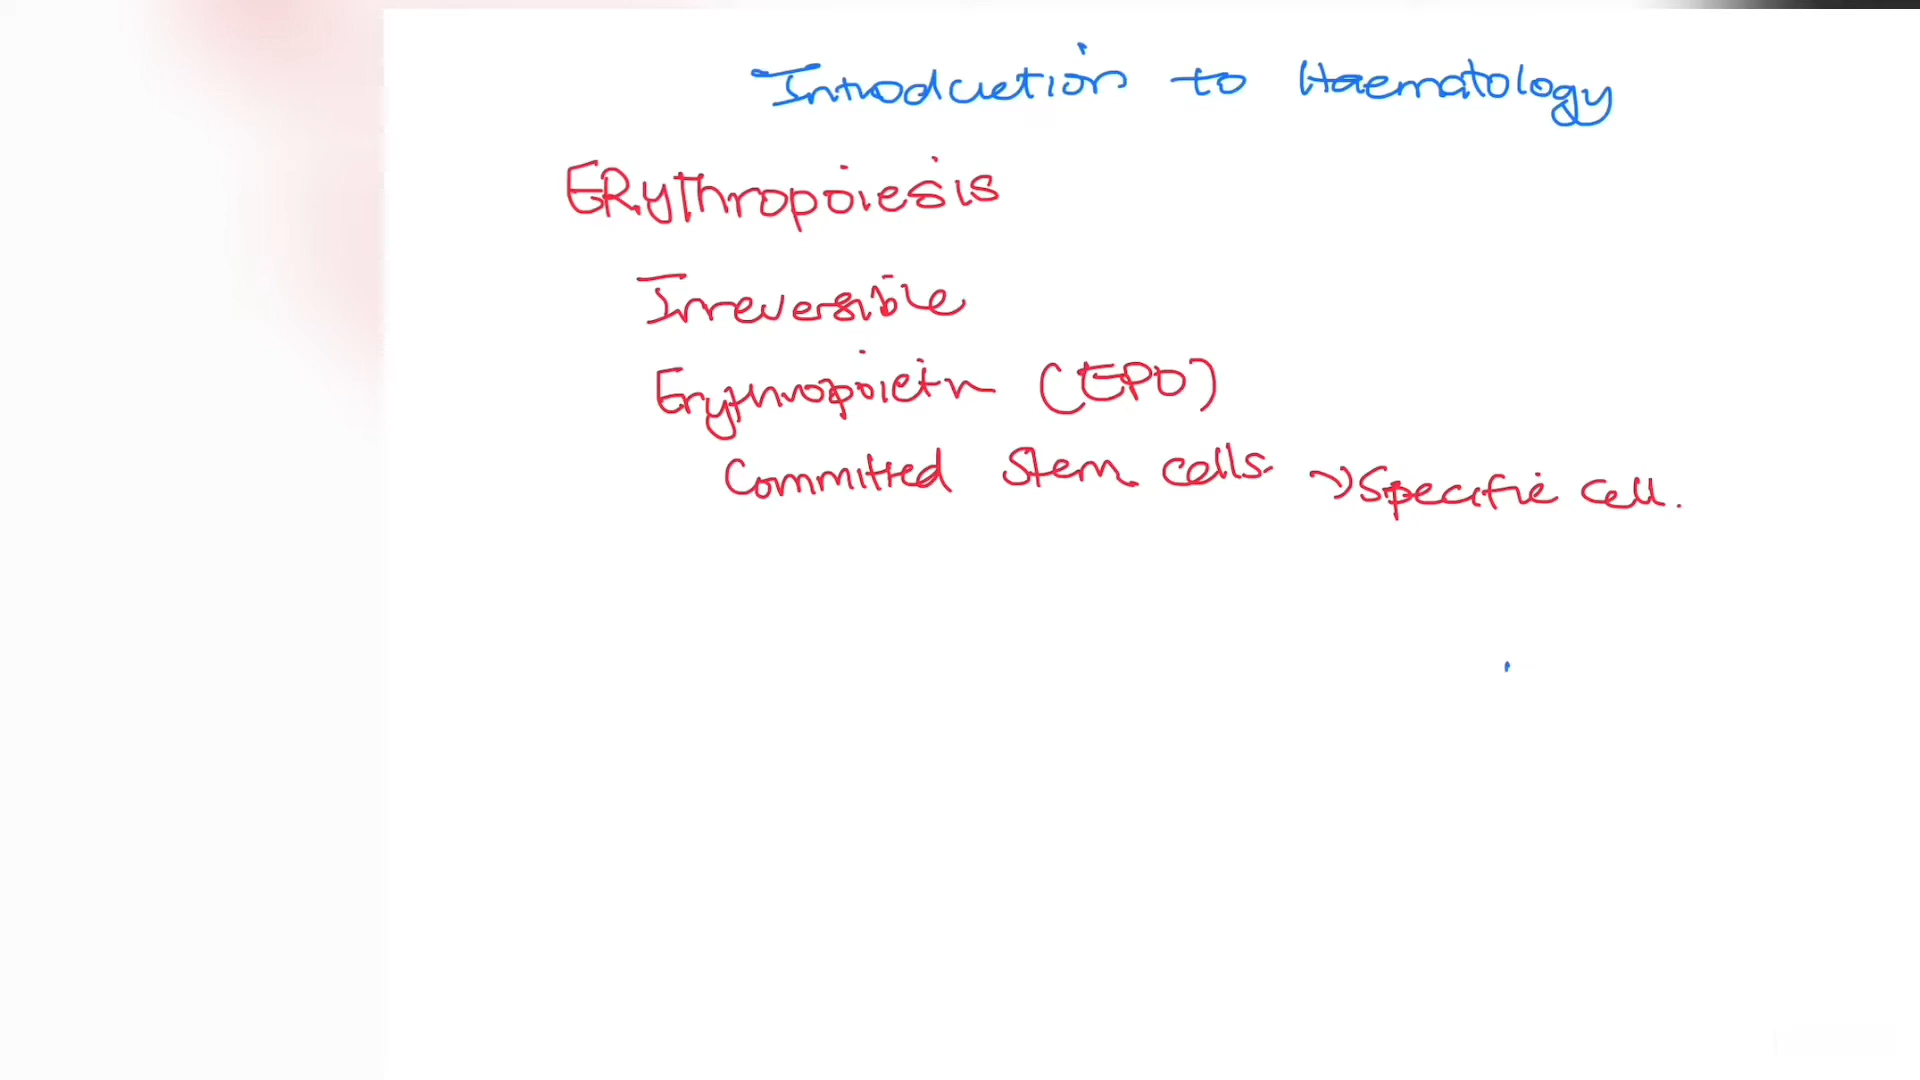 Introduction to Haematology
ERythropoiesis
Irreversible
Erythropoietin (EPO)
Committed Stem cells. → Specific cell.